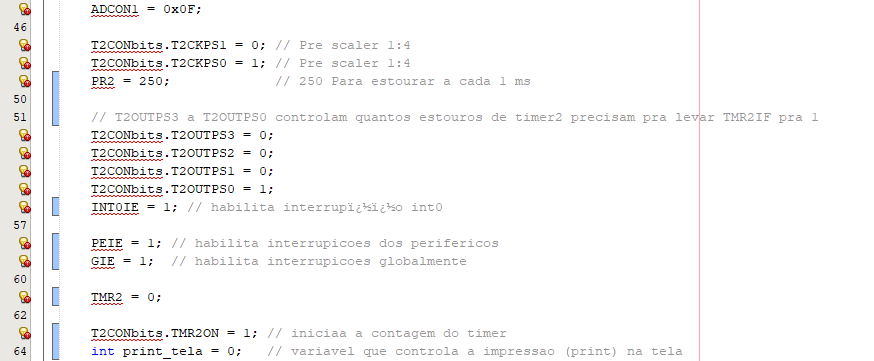 ADCON1 = 0x0F;
46
T2CONbits.T2CKPS1 = 0; // Pre scaler 1:4
T2CONbits.T2CKPS0 = 1; // Pre scaler 1:4
PR2 = 250; // 250 Para estourar a cada 1 ms
50
51 // T2OUTPS3 a T2OUTPS0 controlam quantos estouros de timer2 precisam pra levar TMR2IF pra 1
T2CONbits.T2OUTPS3 = 0;
T2CONbits.T2OUTPS2 = 0;
T2CONbits.T2OUTPS1 = 0;
T2CONbits.T2OUTPS0 = 1;
INT0IE = 1; // habilita interrupï¿½ï¿½o int0
57
PEIE = 1; // habilita interrupicoes dos perifericos
GIE = 1; // habilita interrupicoes globalmente
60
TMR2 = 0;
62
T2CONbits.TMR2ON = 1; // iniciaa a contagem do timer
64 int print_tela = 0; // variavel que controla a impressao (print) na tela